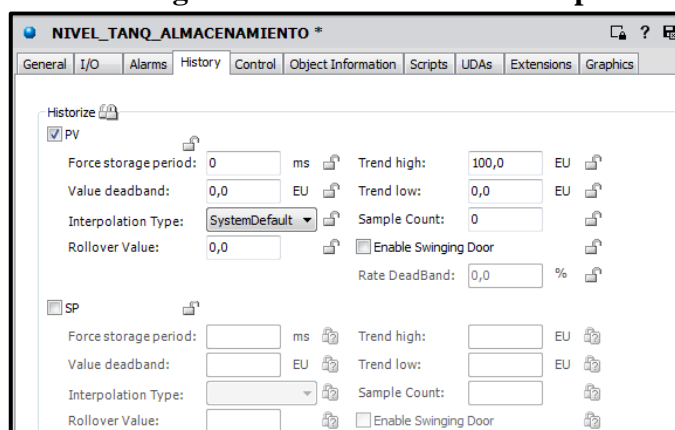 NIVEL_TANQ_ALMACENAMIENTO *
?
General I/O Alarms History Control Object Information Scripts UDAs Extensions Graphics
Historize
PV
Force storage period: 0 ms Trend high: 100,0 EU
Value deadband: 0,0 EU Trend low: 0,0 EU
Interpolation Type: SystemDefault Sample Count: 0
Rollover Value: 0,0 Enable Swinging Door
Rate DeadBand: 0,0 %
SP
Force storage period: ms Trend high: EU
Value deadband: EU Trend low: EU
Interpolation Type: Sample Count:
Rollover Value: Enable Swinging Door